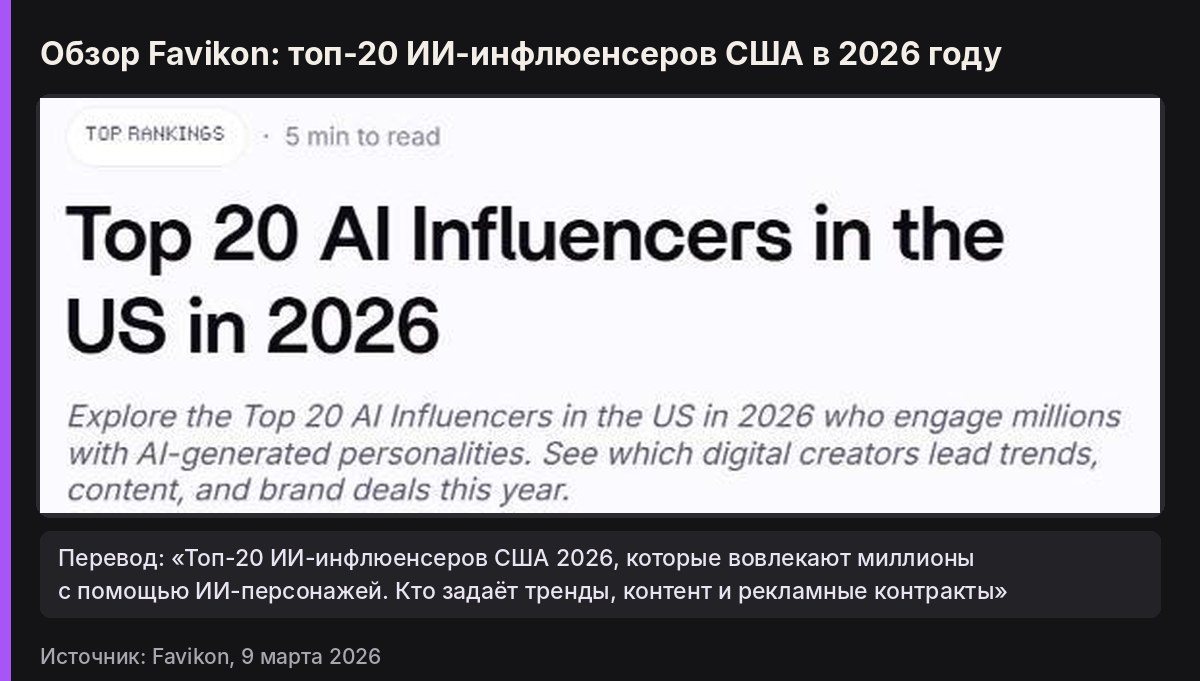 Обзор Favikon: топ-20 ИИ-инфлюенсеров США в 2026 году
TOP RANKINGS · 5 min to read
Top 20 AI Influencers in the
US in 2026
Explore the Top 20 AI Influencers in the US in 2026 who engage millions
with AI-generated personalities. See which digital creators lead trends,
content, and brand deals this year.
Перевод: «Топ-20 ИИ-инфлюенсеров США 2026, которые вовлекают миллионы
с помощью ИИ-персонажей. Кто задаёт тренды, контент и рекламные контракты»
Источник: Favikon, 9 марта 2026